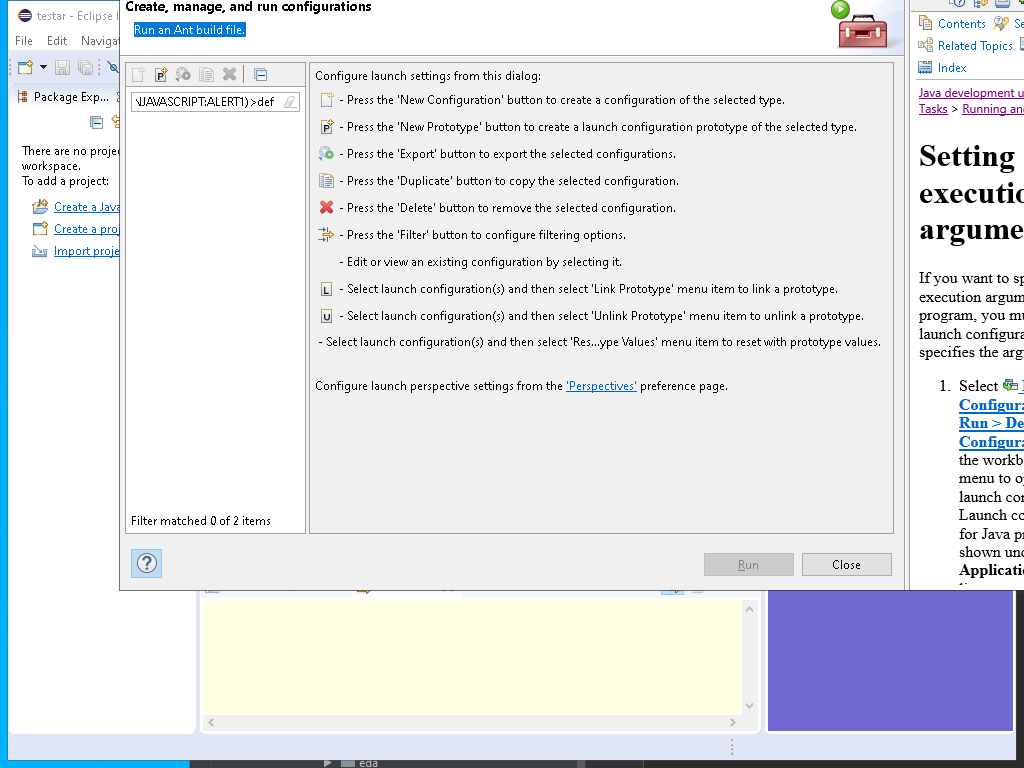 testar - Eclipse
File Edit Naviga
Package Exp...
There are no proje
workspace.
To add a project:
Create a Java
Create a proj
Import proje
Create, manage, and run configurations
Run an Ant build file.
\JAVASCRIPT:ALERT1)>def
Filter matched 0 of 2 items
Configure launch settings from this dialog:
- Press the 'New Configuration' button to create a configuration of the selected type.
- Press the 'New Prototype' button to create a launch configuration prototype of the selected type.
- Press the 'Export' button to export the selected configurations.
- Press the 'Duplicate' button to copy the selected configuration.
- Press the 'Delete' button to remove the selected configuration.
- Press the 'Filter' button to configure filtering options.
- Edit or view an existing configuration by selecting it.
- Select launch configuration(s) and then select 'Link Prototype' menu item to link a prototype.
- Select launch configuration(s) and then select 'Unlink Prototype' menu item to unlink a prototype.
- Select launch configuration(s) and then select 'Res...ype Values' menu item to reset with prototype values.
Configure launch perspective settings from the 'Perspectives' preference page.
Run
Close
Contents Se
Related Topics
Index
Java development u
Tasks > Running an
Setting
executio
argume
If you want to sp
execution argum
program, you mu
launch configura
specifies the arg
1. Select
Configura
Run > De
Configura
the workb
menu to op
launch con
Launch co
for Java pr
shown und
Applicatio
eda